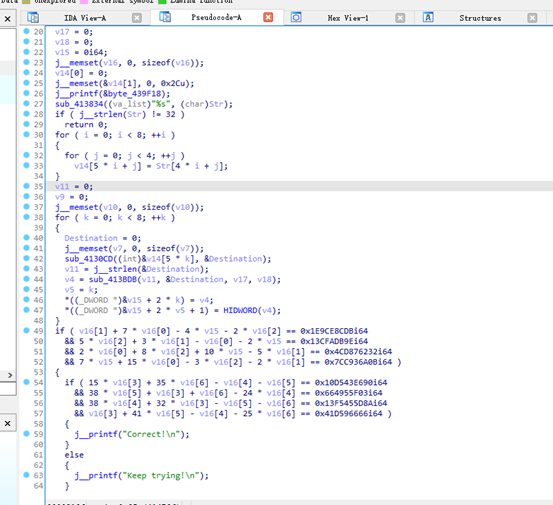 Data Unexplored External symbol Lumina function
IDA View-A Pseudocode-A Hex View-1 Structures
20 v17 = 0;
21 v18 = 0;
22 v15 = 0i64;
23 j__memset(v16, 0, sizeof(v16));
24 v14[0] = 0;
25 j__memset(&v14[1], 0, 0x2Cu);
26 j__printf(&byte_439F18);
27 sub_413834((va_list)"%s", (char)Str);
28 if ( j__strlen(Str) != 32 )
29 return 0;
30 for ( i = 0; i < 8; ++i )
31 {
32 for ( j = 0; j < 4; ++j )
33 v14[5 * i + j] = Str[4 * i + j];
34 }
35 v11 = 0;
36 v9 = 0;
37 j__memset(v10, 0, sizeof(v10));
38 for ( k = 0; k < 8; ++k )
39 {
40 Destination = 0;
41 j__memset(v7, 0, sizeof(v7));
42 sub_4130CD((int)&v14[5 * k], &Destination);
43 v11 = j__strlen(&Destination);
44 v4 = sub_413BDB(v11, &Destination, v17, v18);
45 v5 = k;
46 *((_DWORD *)&v15 + 2 * k) = v4;
47 *((_DWORD *)&v15 + 2 * v5 + 1) = HIDWORD(v4);
48 }
49 if ( v16[1] + 7 * v16[0] - 4 * v15 - 2 * v16[2] == 0x1E9CE8CDBi64
50 && 5 * v16[2] + 3 * v16[1] - v16[0] - 2 * v15 == 0x13CFADB9Ei64
51 && 2 * v16[0] + 8 * v16[2] + 10 * v15 - 5 * v16[1] == 0x4CD876232i64
52 && 7 * v15 + 15 * v16[0] - 3 * v16[2] - 2 * v16[1] == 0x7CC936A0Bi64 )
53 {
54 if ( 15 * v16[3] + 35 * v16[6] - v16[4] - v16[5] == 0x10D543E690i64
55 && 38 * v16[5] + v16[3] + v16[6] - 24 * v16[4] == 0x664955F03i64
56 && 38 * v16[4] + 32 * v16[3] - v16[5] - v16[6] == 0x13F5455D8Ai64
57 && v16[3] + 41 * v16[5] - v16[4] - 25 * v16[6] == 0x41D596666i64 )
58 {
59 j__printf("Correct!\n");
60 }
61 else
62 {
63 j__printf("Keep trying!\n");
64 }